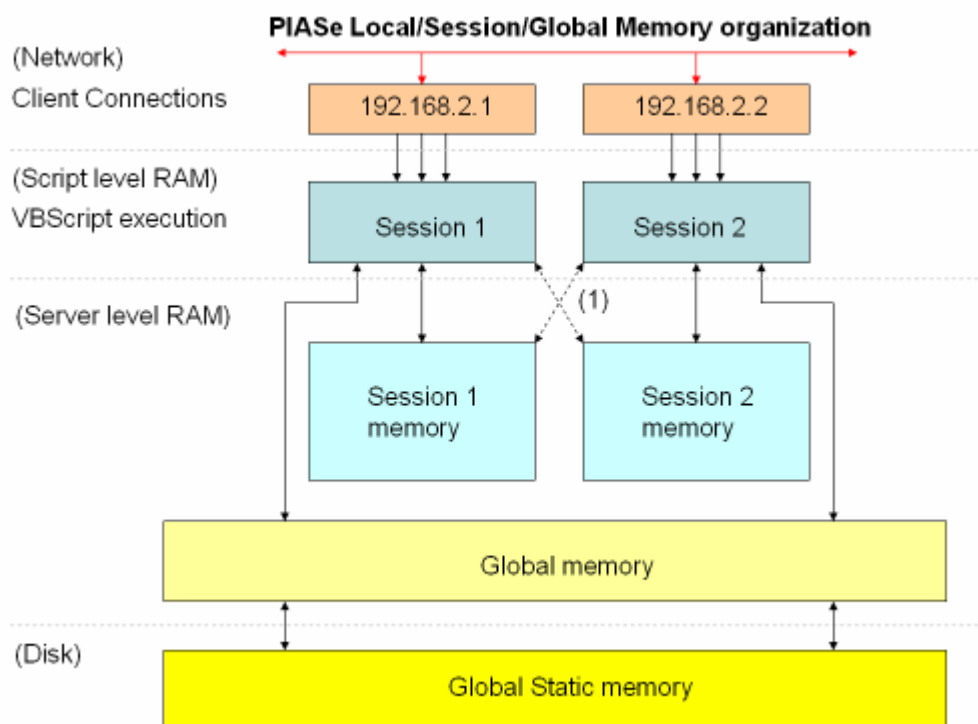 PIASe Local/Session/Global Memory organization
(Network)
Client Connections
192.168.2.1
192.168.2.2
(Script level RAM)
VBScript execution
Session 1
Session 2
(Server level RAM)
(1)
Session 1
memory
Session 2
memory
Global memory
(Disk)
Global Static memory